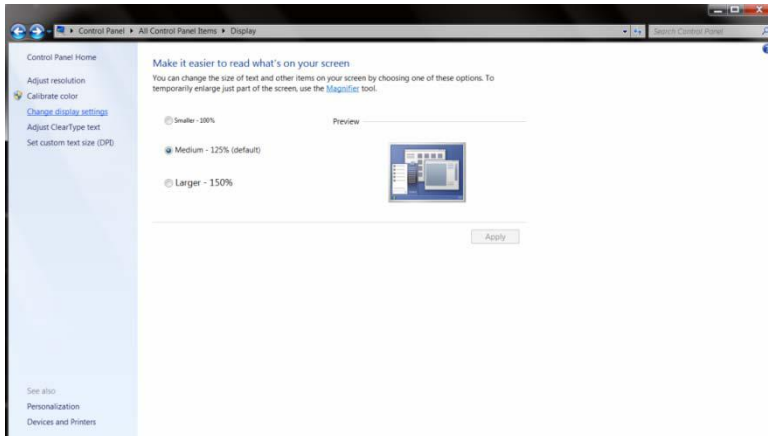 Control Panel ▸ All Control Panel Items ▸ Display
Search Control Panel
Control Panel Home
Adjust resolution
Calibrate color
Change display settings
Adjust ClearType text
Set custom text size (DPI)
Make it easier to read what's on your screen
You can change the size of text and other items on your screen by choosing one of these options. To
temporarily enlarge just part of the screen, use the Magnifier tool.
Smaller - 100%
Preview
Medium - 125% (default)
Larger - 150%
Apply
See also
Personalization
Devices and Printers